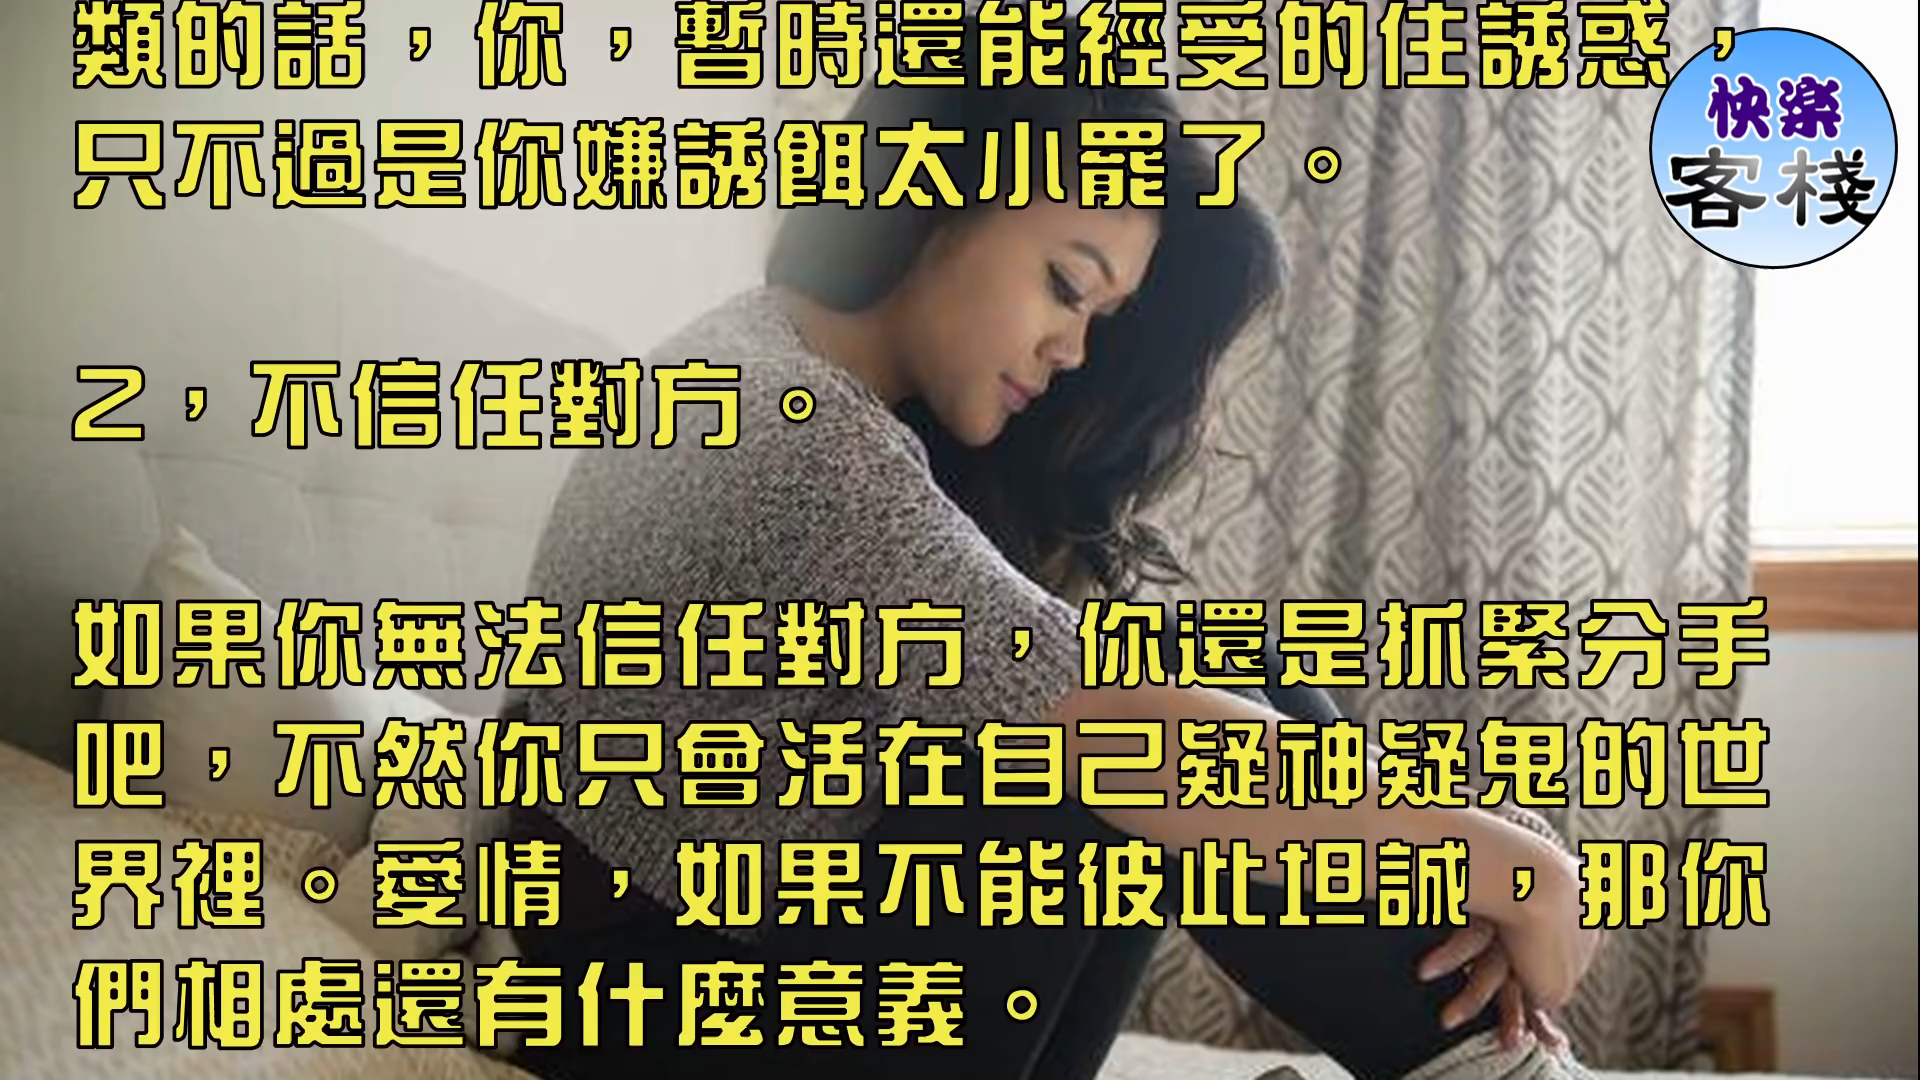 類的話，你，暫時還能經受的住誘惑，
只不過是你嫌誘餌太小罷了。
快樂
客棧
2，不信任對方。
如果你無法信任對方，你還是抓緊分手
吧，不然你只會活在自己疑神疑鬼的世
界裡。愛情，如果不能彼此坦誠，那你
們相處還有什麼意義。